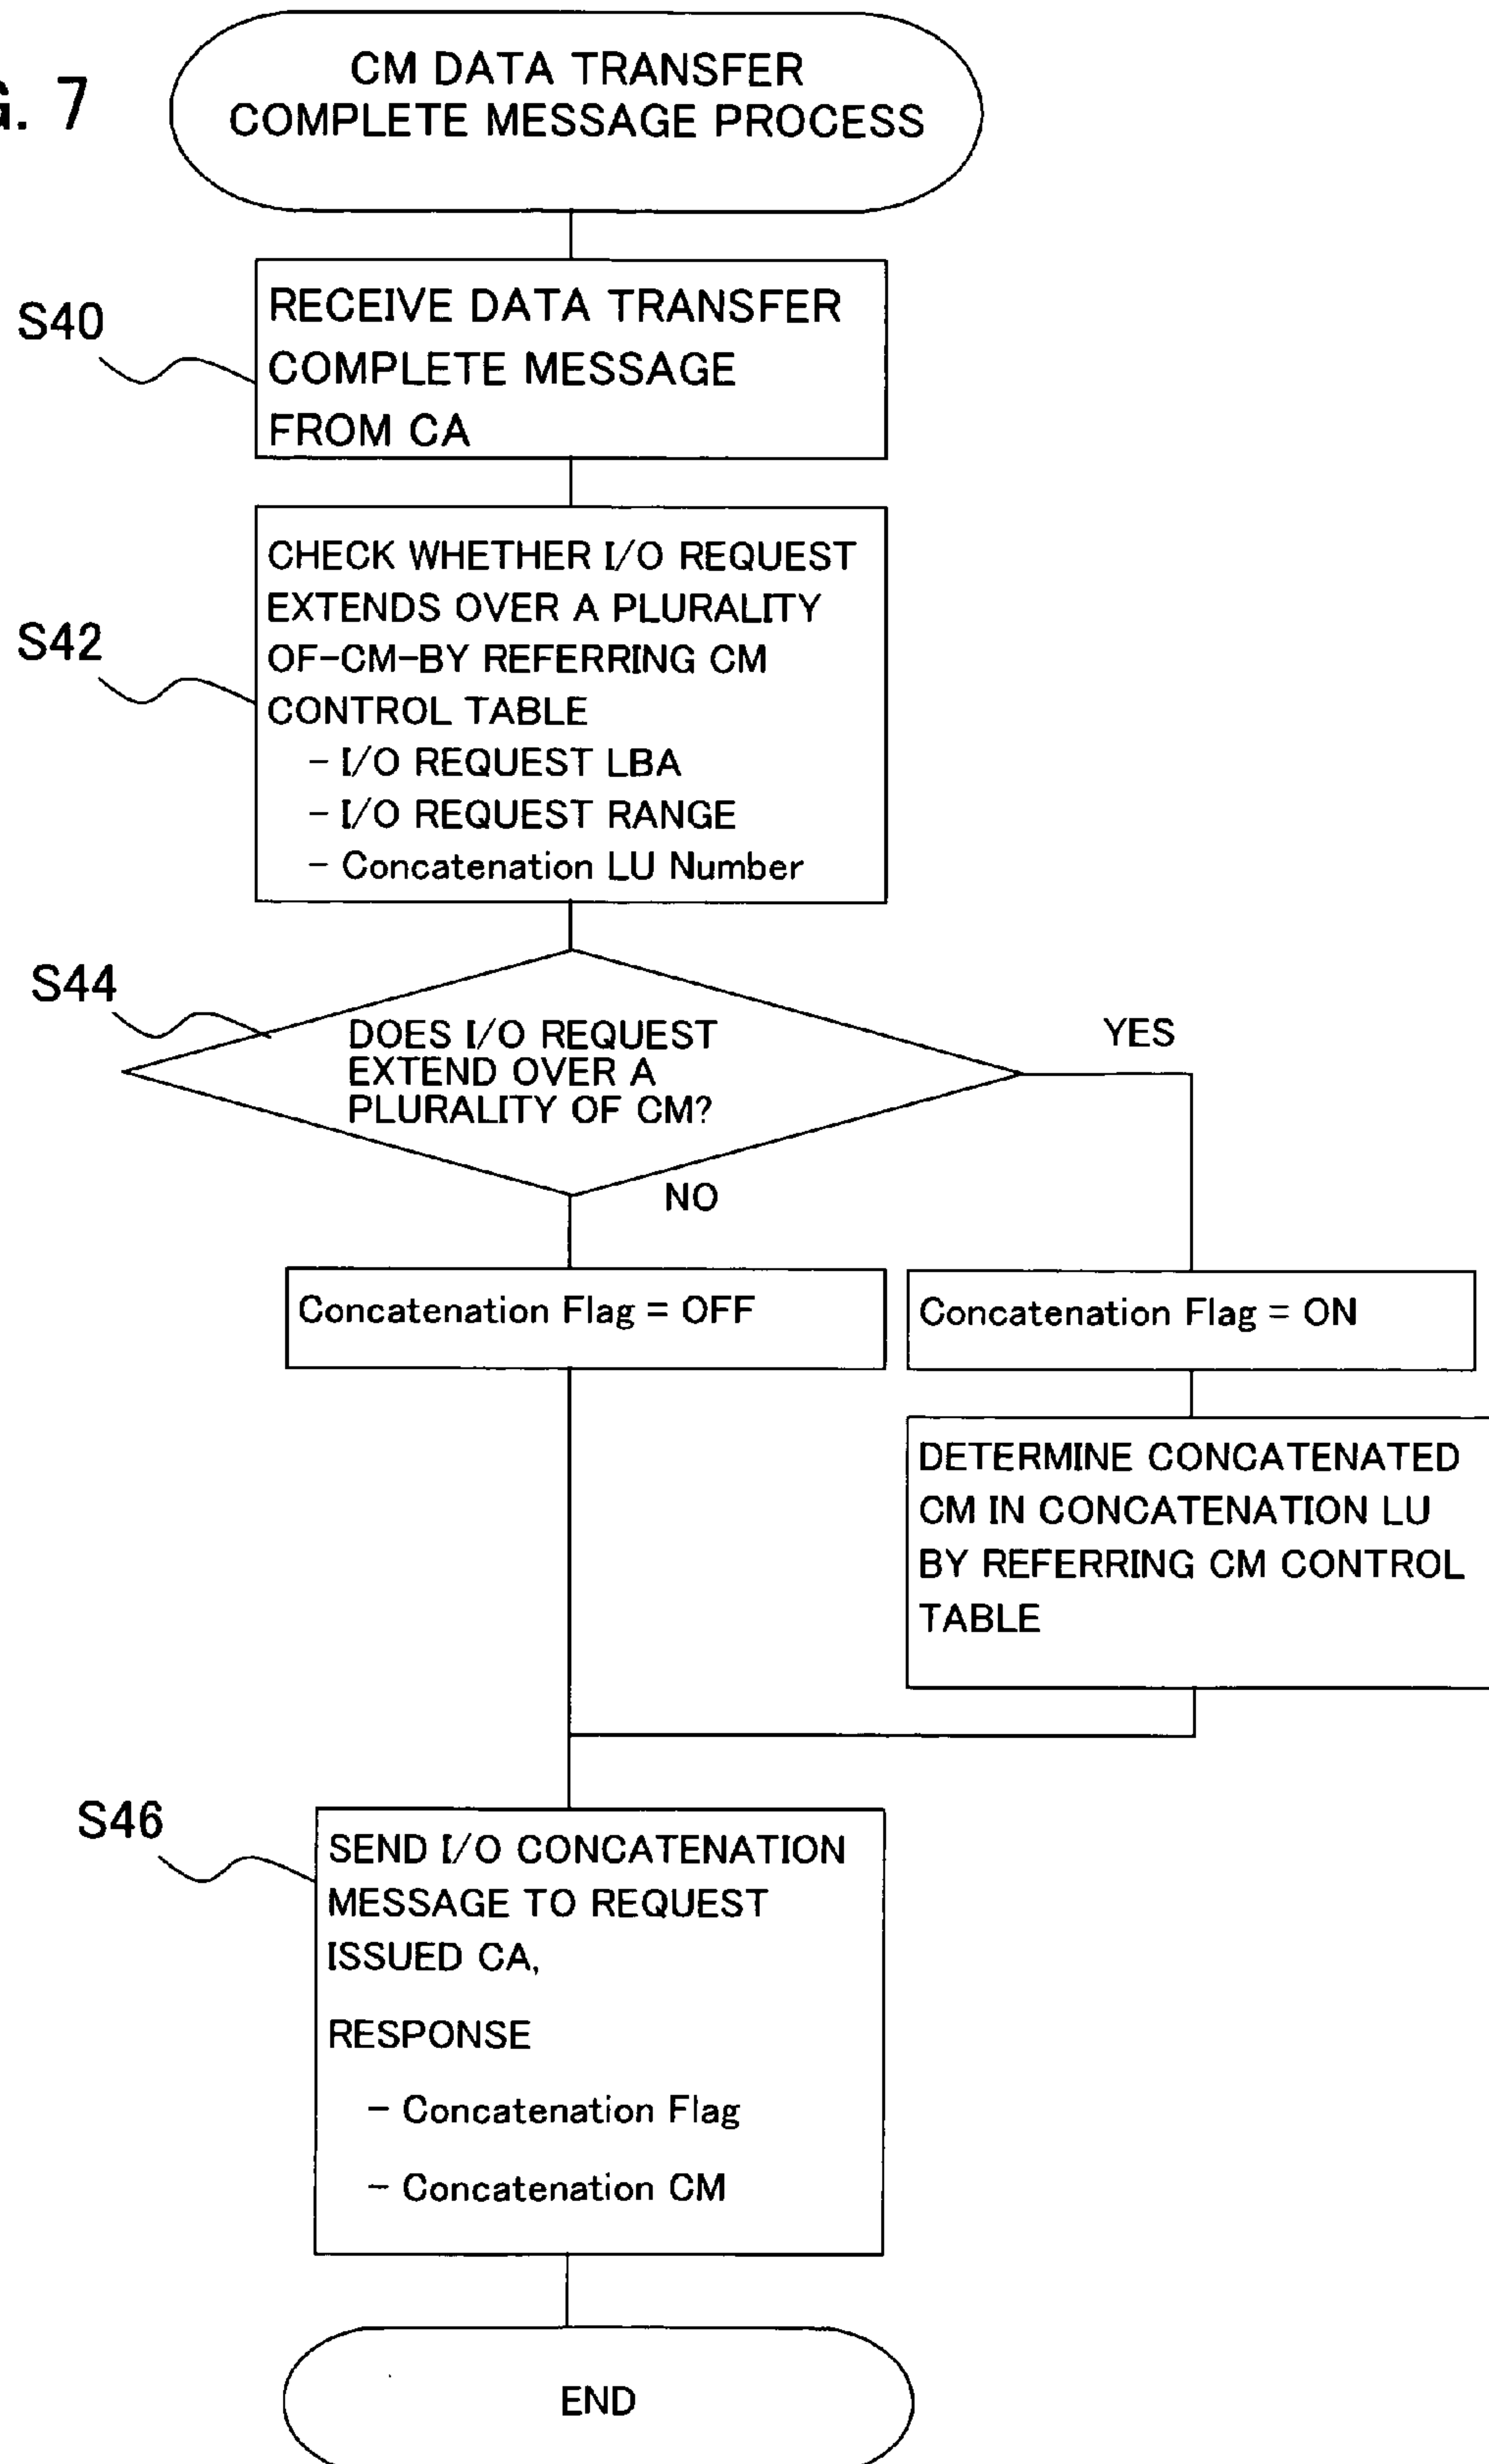 G. 7
CM DATA TRANSFER
COMPLETE MESSAGE PROCESS
S40
RECEIVE DATA TRANSFER
COMPLETE MESSAGE
FROM CA
S42
CHECK WHETHER I/O REQUEST
EXTENDS OVER A PLURALITY
OF-CM-BY REFERRING CM
CONTROL TABLE
- I/O REQUEST LBA
- I/O REQUEST RANGE
- Concatenation LU Number
S44
DOES I/O REQUEST
EXTEND OVER A
PLURALITY OF CM?
YES
NO
Concatenation Flag = OFF
Concatenation Flag = ON
DETERMINE CONCATENATED
CM IN CONCATENATION LU
BY REFERRING CM CONTROL
TABLE
S46
SEND I/O CONCATENATION
MESSAGE TO REQUEST
ISSUED CA,
RESPONSE
- Concatenation Flag
- Concatenation CM
END